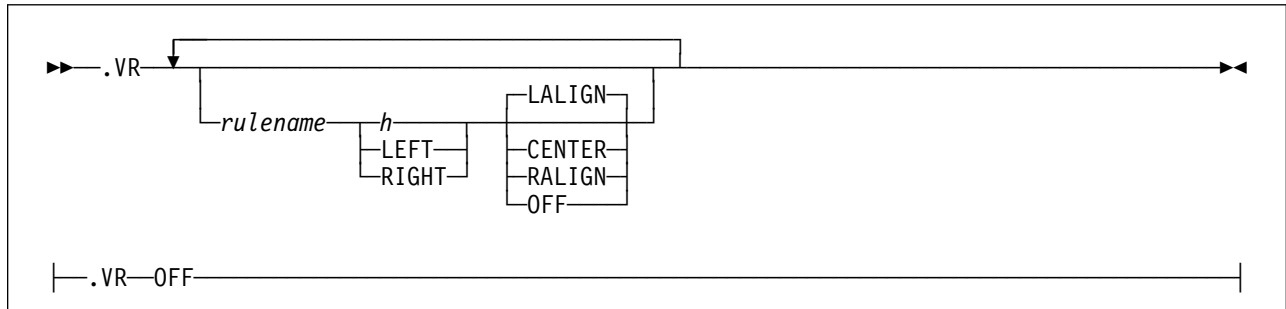 .VR
LALIGN
rulename h
LEFT CENTER
RIGHT RALIGN
OFF
.VR OFF